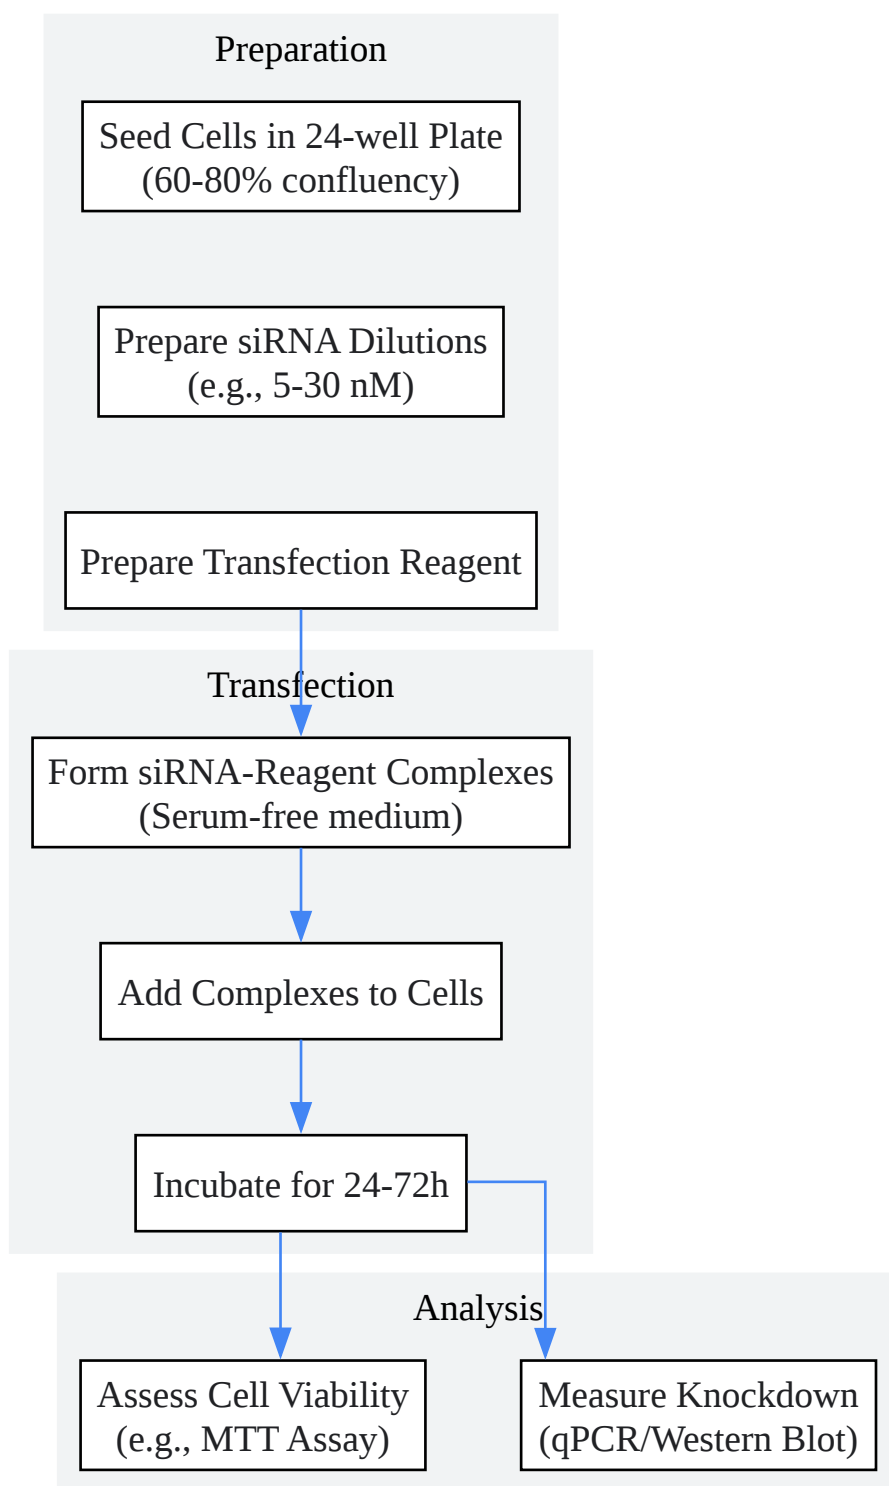 Preparation
Seed Cells in 24-well Plate
(60-80% confluency)
Prepare siRNA Dilutions
(e.g., 5-30 nM)
Prepare Transfection Reagent
Transfection
Form siRNA-Reagent Complexes
(Serum-free medium)
Add Complexes to Cells
Incubate for 24-72h
Analysis
Assess Cell Viability
(e.g., MTT Assay)
Measure Knockdown
(qPCR/Western Blot)